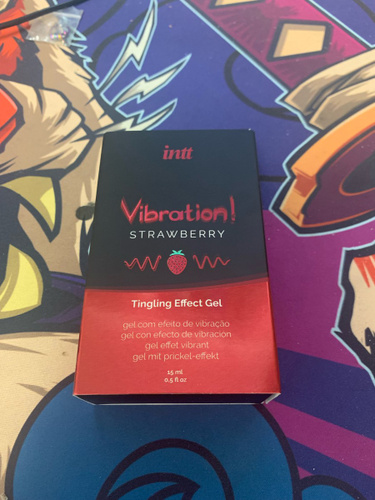 intt
Vibration!
STRAWBERRY
Tingling Effect Gel
gel com efeito de vibração
gel con efecto de vibración
gel effet vibrant
gel mit prickel-effekt
15 ml
0.5 fl oz